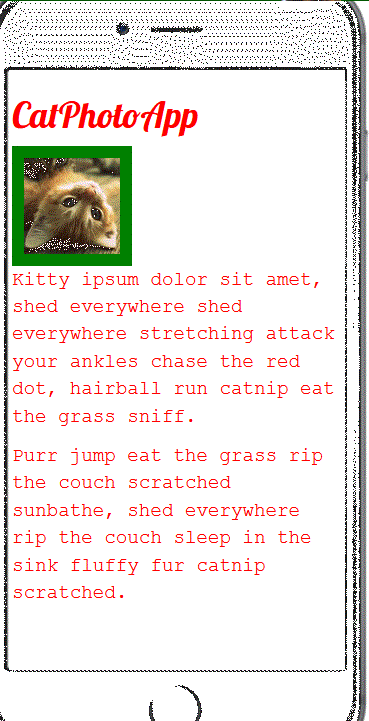 CatPhotoApp
Kitty ipsum dolor sit amet,
shed everywhere shed
everywhere stretching attack
your ankles chase the red
dot, hairball run catnip eat
the grass sniff.
Purr jump eat the grass rip
the couch scratched
sunbathe, shed everywhere
rip the couch sleep in the
sink fluffy fur catnip
scratched.